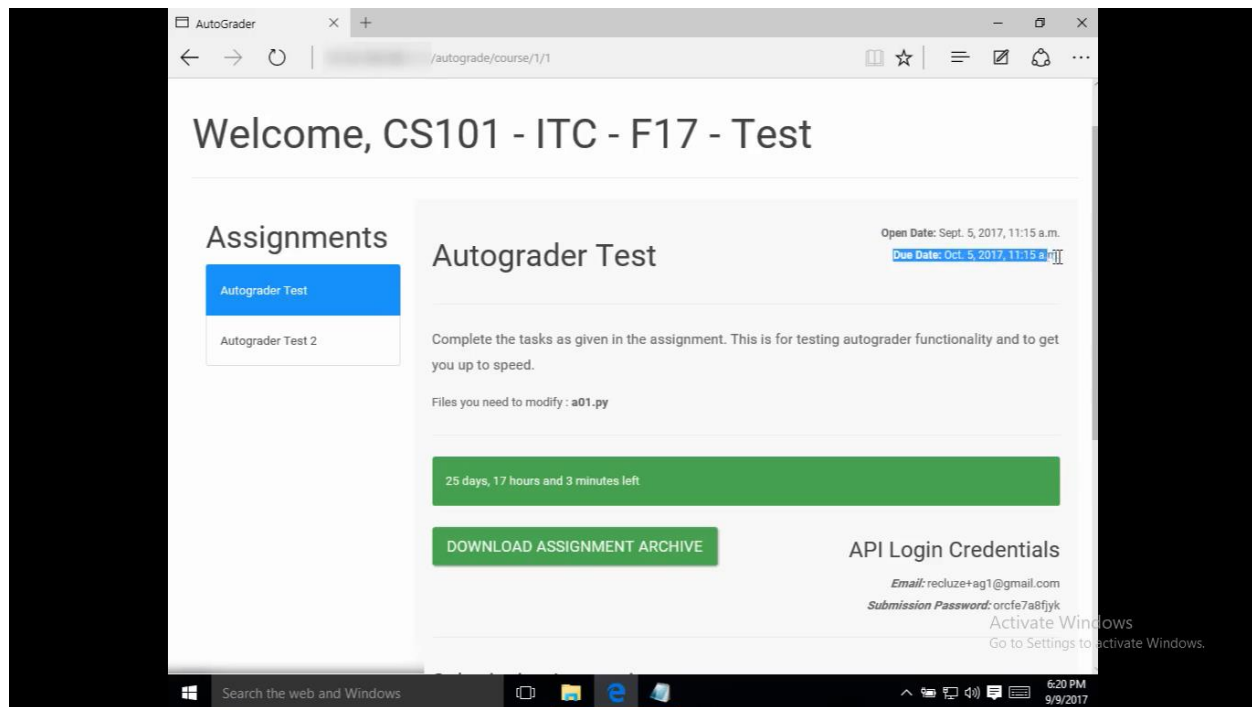 AutoGrader
/autograde/course/1/1
Welcome, CS101 - ITC - F17 - Test
Assignments
Autograder Test
Autograder Test 2
Autograder Test
Open Date: Sept. 5, 2017, 11:15 a.m.
Due Date: Oct. 5, 2017, 11:15 a.m.
Complete the tasks as given in the assignment. This is for testing autograder functionality and to get
you up to speed.
Files you need to modify : a01.py
25 days, 17 hours and 3 minutes left
DOWNLOAD ASSIGNMENT ARCHIVE
API Login Credentials
Email: recluze+ag1@gmail.com
Submission Password: orcfe7a8fjyk
Activate Windows
Go to Settings to activate Windows.
Search the web and Windows
6:20 PM
9/9/2017